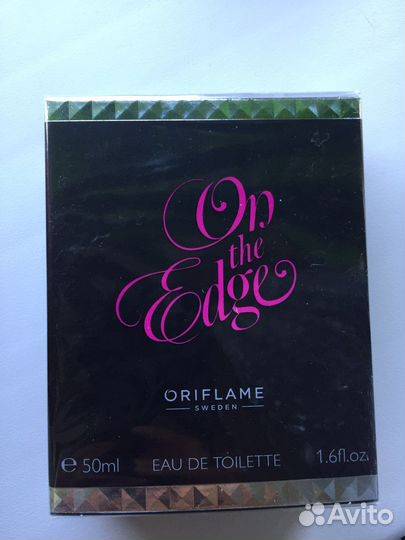 On
the
Edge
ORIFLAME
SWEDEN
℮ 50ml EAU DE TOILETTE 1.6fl.oz.
Avito